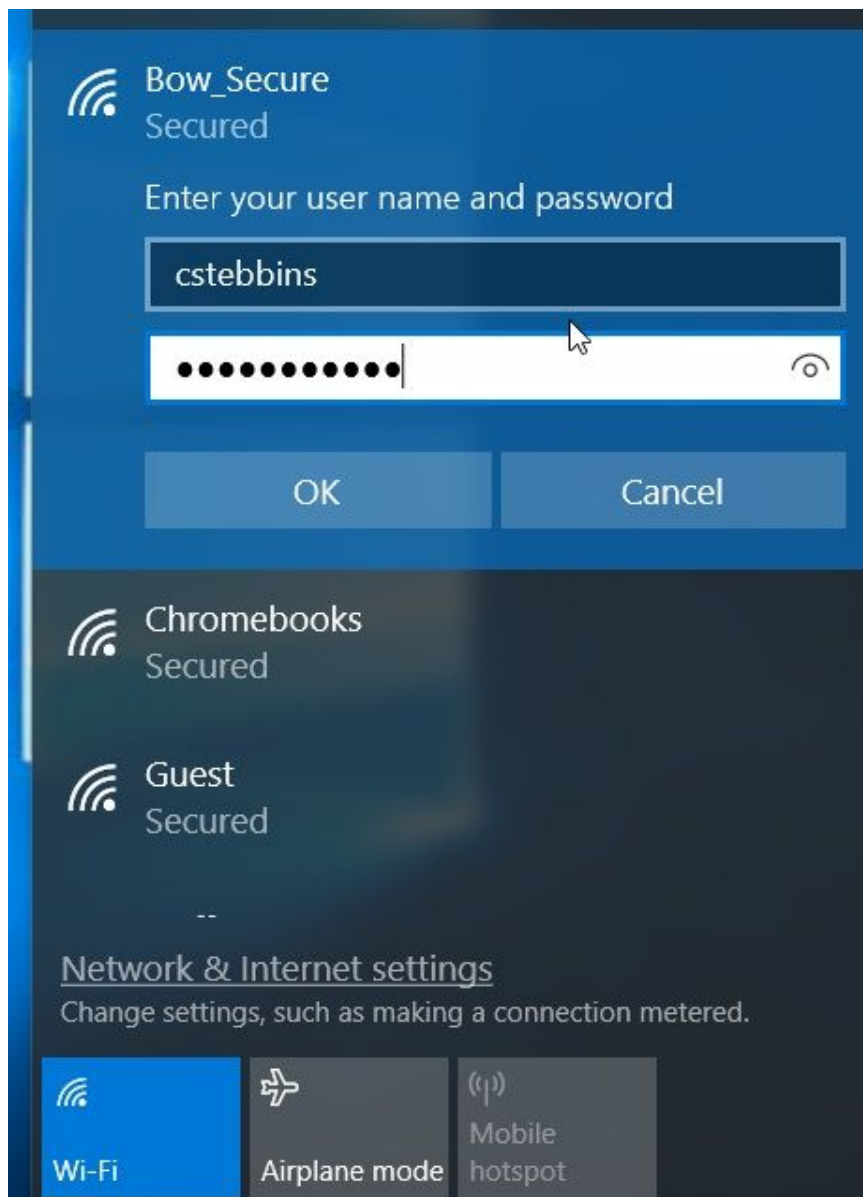 Bow_Secure
Secured
Enter your user name and password
cstebbins
●●●●●●●●●●●
OK
Cancel
Chromebooks
Secured
Guest
Secured
--
Network & Internet settings
Change settings, such as making a connection metered.
Wi-Fi
Airplane mode
Mobile
hotspot